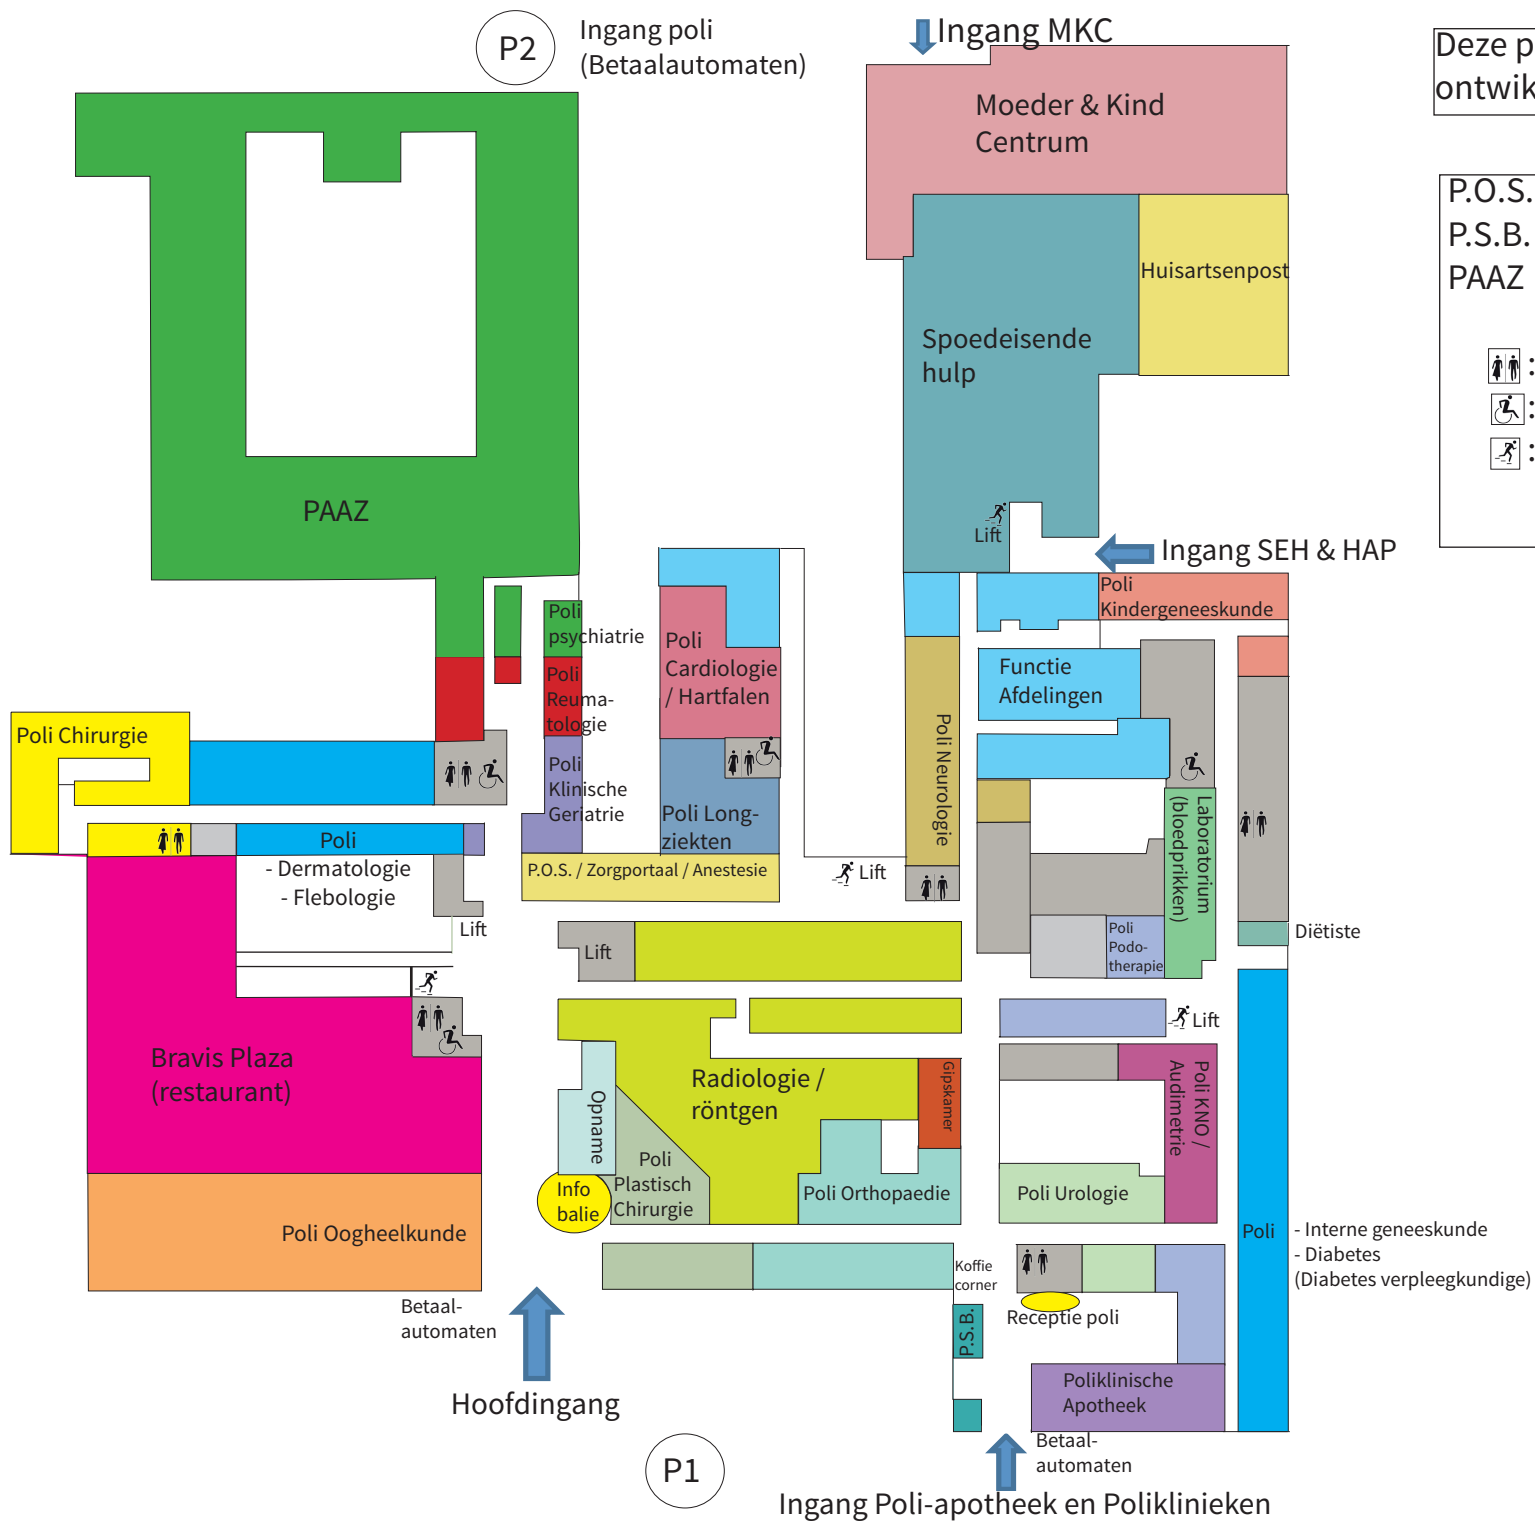 P2
Ingang poli
(Betaalautomaten)
Ingang MKC
Deze p
ontwik
Moeder & Kind
Centrum
P.O.S.
P.S.B.
PAAZ
:
:
:
Huisartsenpost
Spoedeisende
hulp
PAAZ
Lift
Ingang SEH & HAP
Poli
Kindergeneeskunde
Poli
psychiatrie
Poli
Cardiologie
/ Hartfalen
Functie
Afdelingen
Poli
Reuma-
tologie
Poli Neurologie
Poli Chirurgie
Poli
Klinische
Geriatrie
Poli Long-
ziekten
Laboratorium
(bloedprikken)
Poli
- Dermatologie
- Flebologie
P.O.S. / Zorgportaal / Anestesie
Lift
Lift
Lift
Poli
Podo-
therapie
Diëtiste
Lift
Bravis Plaza
(restaurant)
Opname
Radiologie /
röntgen
Gipskamer
Poli KNO /
Audimetrie
Poli
Plastisch
Chirurgie
Info
balie
Poli Orthopaedie
Poli Urologie
Poli Oogheelkunde
Poli
- Interne geneeskunde
- Diabetes
(Diabetes verpleegkundige)
Koffie
corner
Betaal-
automaten
P.S.B.
Receptie poli
Hoofdingang
Poliklinische
Apotheek
P1
Betaal-
automaten
Ingang Poli-apotheek en Poliklinieken